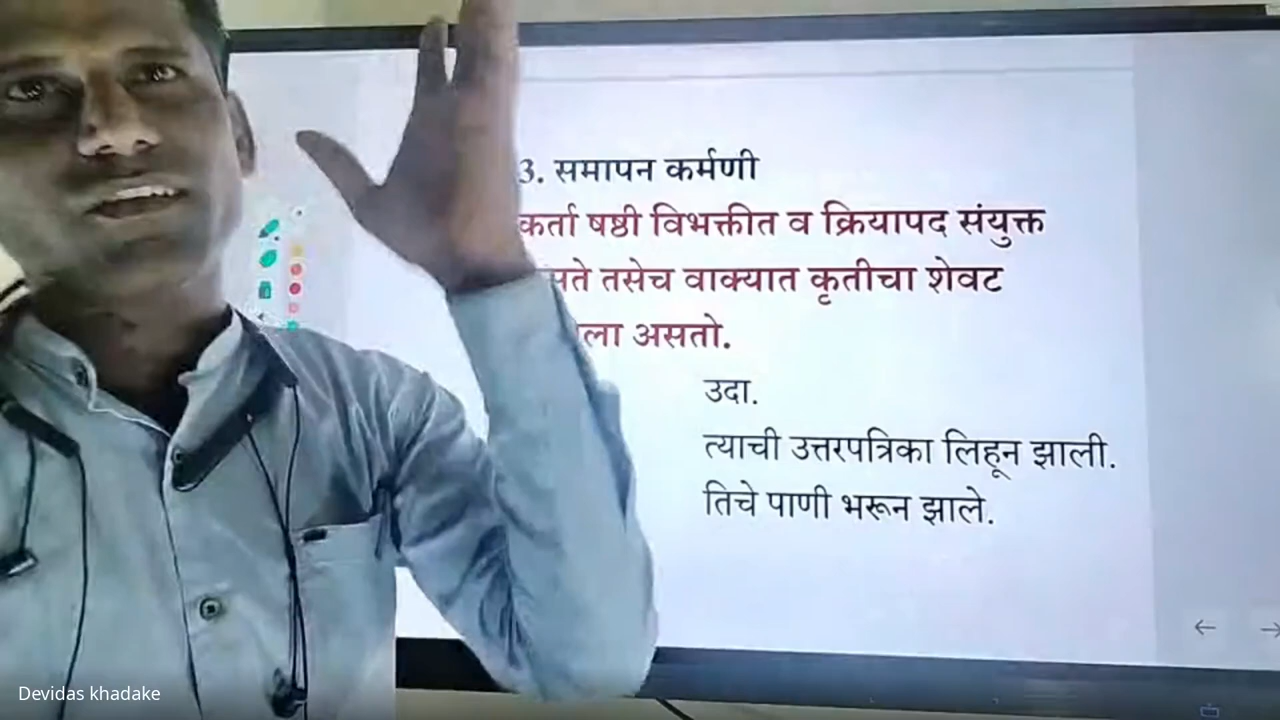 3. समापन कर्मणी
कर्ता षष्ठी विभक्तीत व क्रियापद संयुक्त
तसेच वाक्यात कृतीचा शेवट
असतो.
उदा.
त्याची उत्तरपत्रिका लिहून झाली.
तिचे पाणी भरून झाले.
Devidas khadake